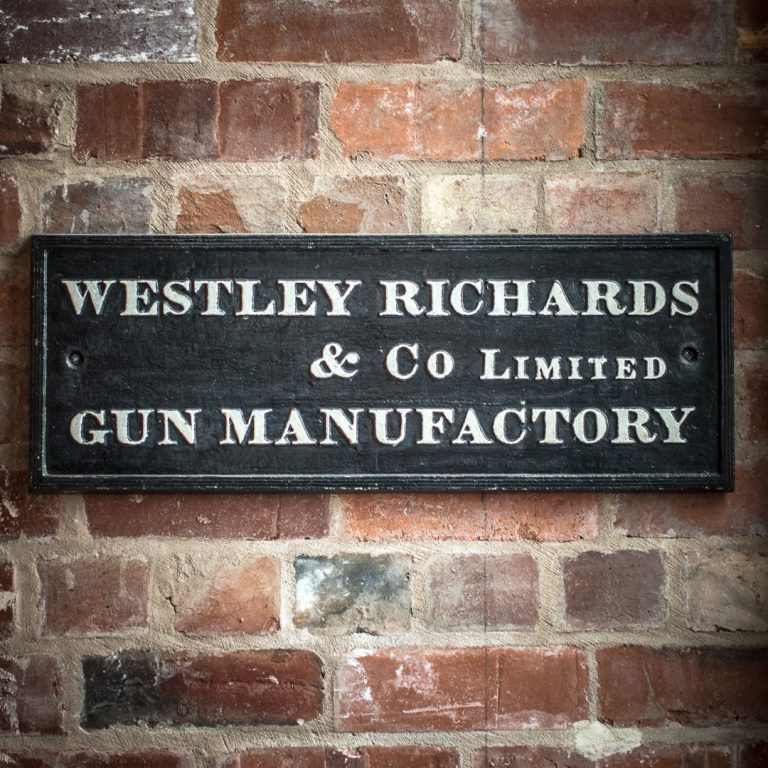 WESTLEY RICHARDS
& CO LIMITED
GUN MANUFACTORY